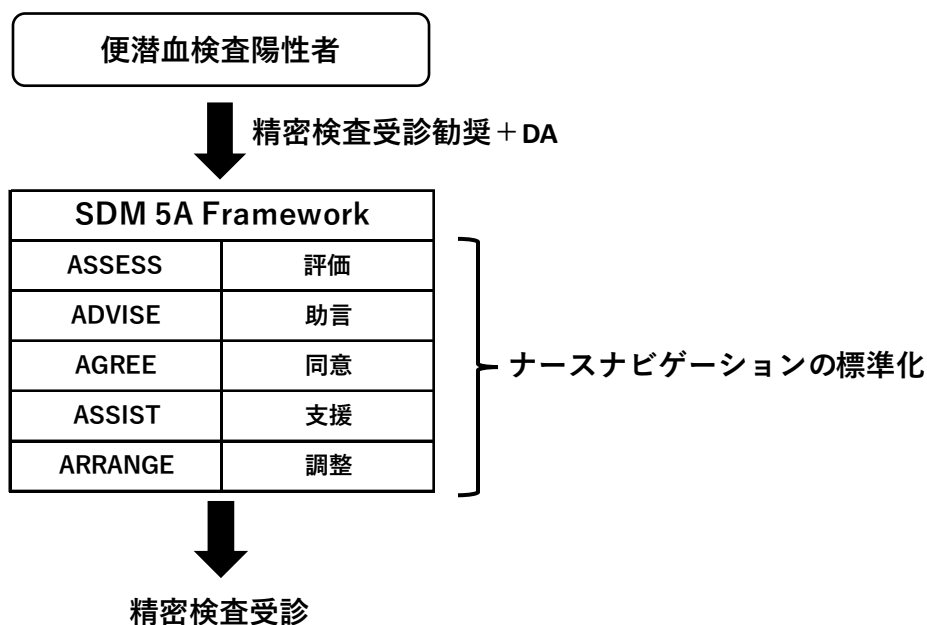 便潜血検査陽性者
精密検査受診勧奨＋DA
SDM 5A Framework
ASSESS 評価
ADVISE 助言
AGREE 同意
ASSIST 支援
ARRANGE 調整
ナースナビゲーションの標準化
精密検査受診